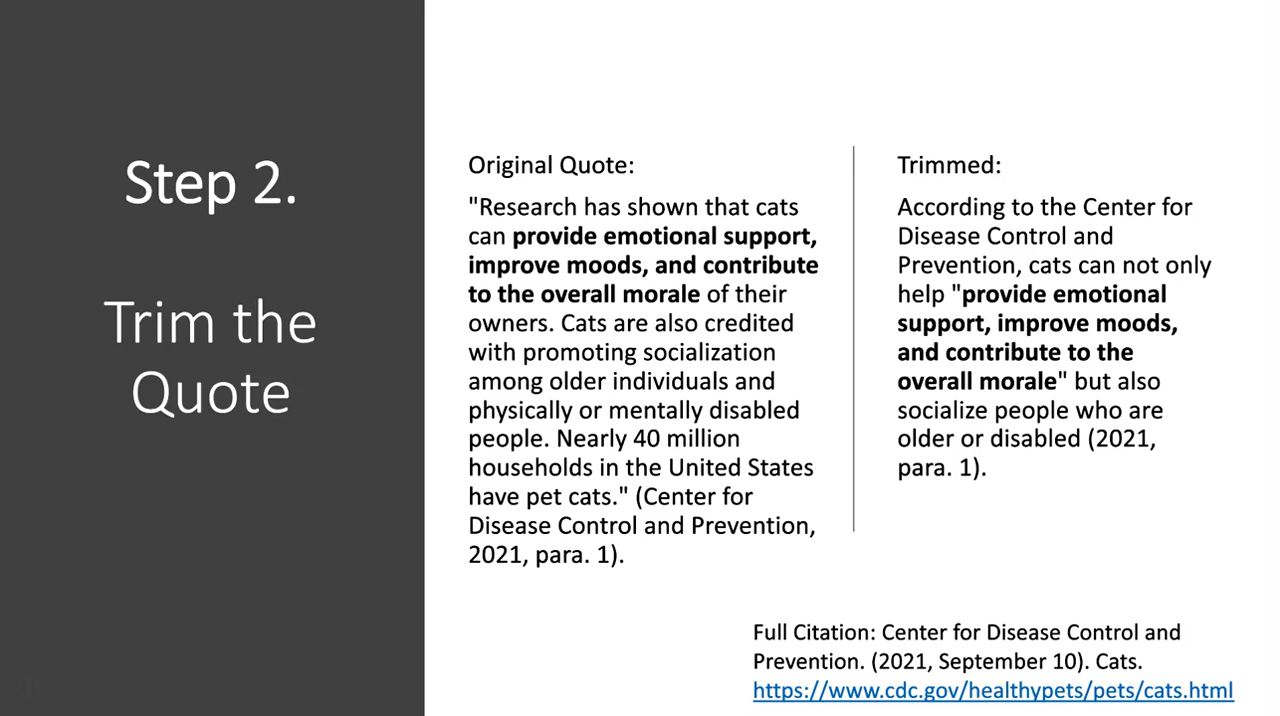 Step 2.
Trim the
Quote
Original Quote:
"Research has shown that cats
can provide emotional support,
improve moods, and contribute
to the overall morale of their
owners. Cats are also credited
with promoting socialization
among older individuals and
physically or mentally disabled
people. Nearly 40 million
households in the United States
have pet cats." (Center for
Disease Control and Prevention,
2021, para. 1).
Trimmed:
According to the Center for
Disease Control and
Prevention, cats can not only
help "provide emotional
support, improve moods,
and contribute to the
overall morale" but also
socialize people who are
older or disabled (2021,
para. 1).
Full Citation: Center for Disease Control and
Prevention. (2021, September 10). Cats.
https://www.cdc.gov/healthypets/pets/cats.html